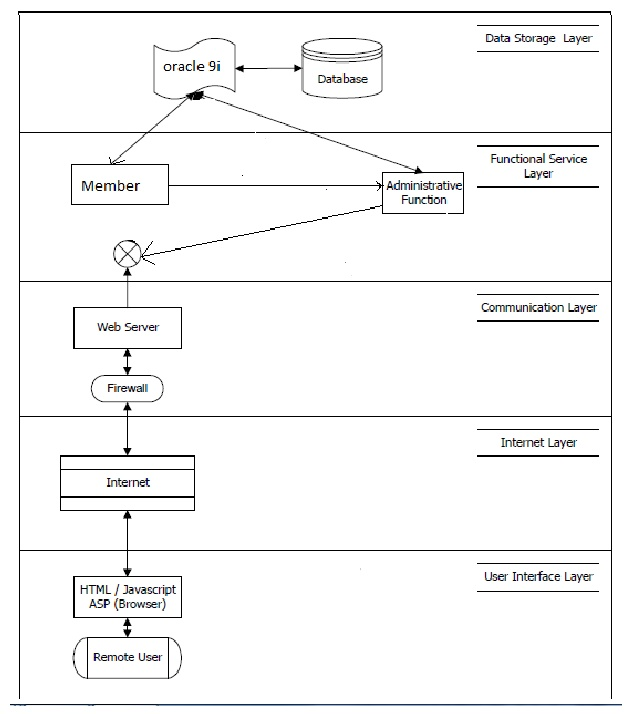 Data Storage Layer
oracle 9i
Database
Functional Service
Layer
Member
Administrative
Function
Communication Layer
Web Server
Firewall
Internet Layer
Internet
User Interface Layer
HTML / Javascript
ASP (Browser)
Remote User